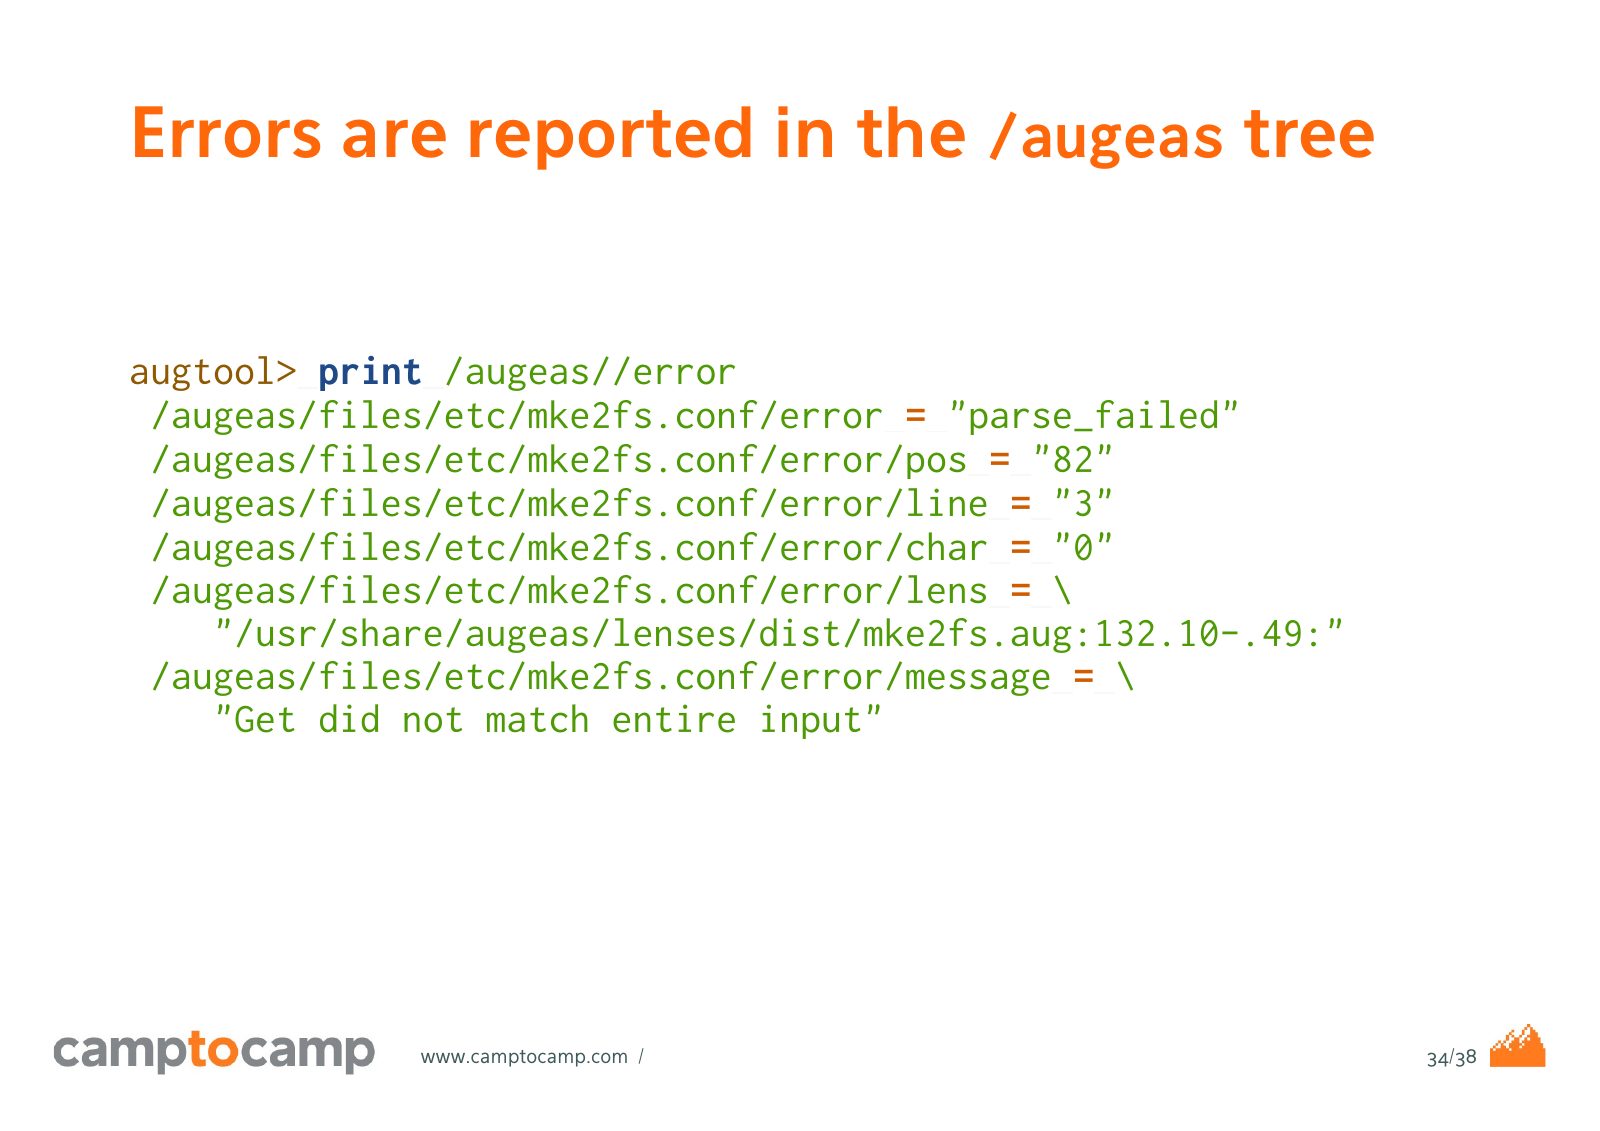 Errors are reported in the /augeas tree
augtool> print /augeas//error
/augeas/files/etc/mke2fs.conf/error = "parse_failed"
/augeas/files/etc/mke2fs.conf/error/pos = "82"
/augeas/files/etc/mke2fs.conf/error/line = "3"
/augeas/files/etc/mke2fs.conf/error/char = "0"
/augeas/files/etc/mke2fs.conf/error/lens = \
"/usr/share/augeas/lenses/dist/mke2fs.aug:132.10-.49:"
/augeas/files/etc/mke2fs.conf/error/message = \
"Get did not match entire input"
camptocamp www.camptocamp.com / 34/38